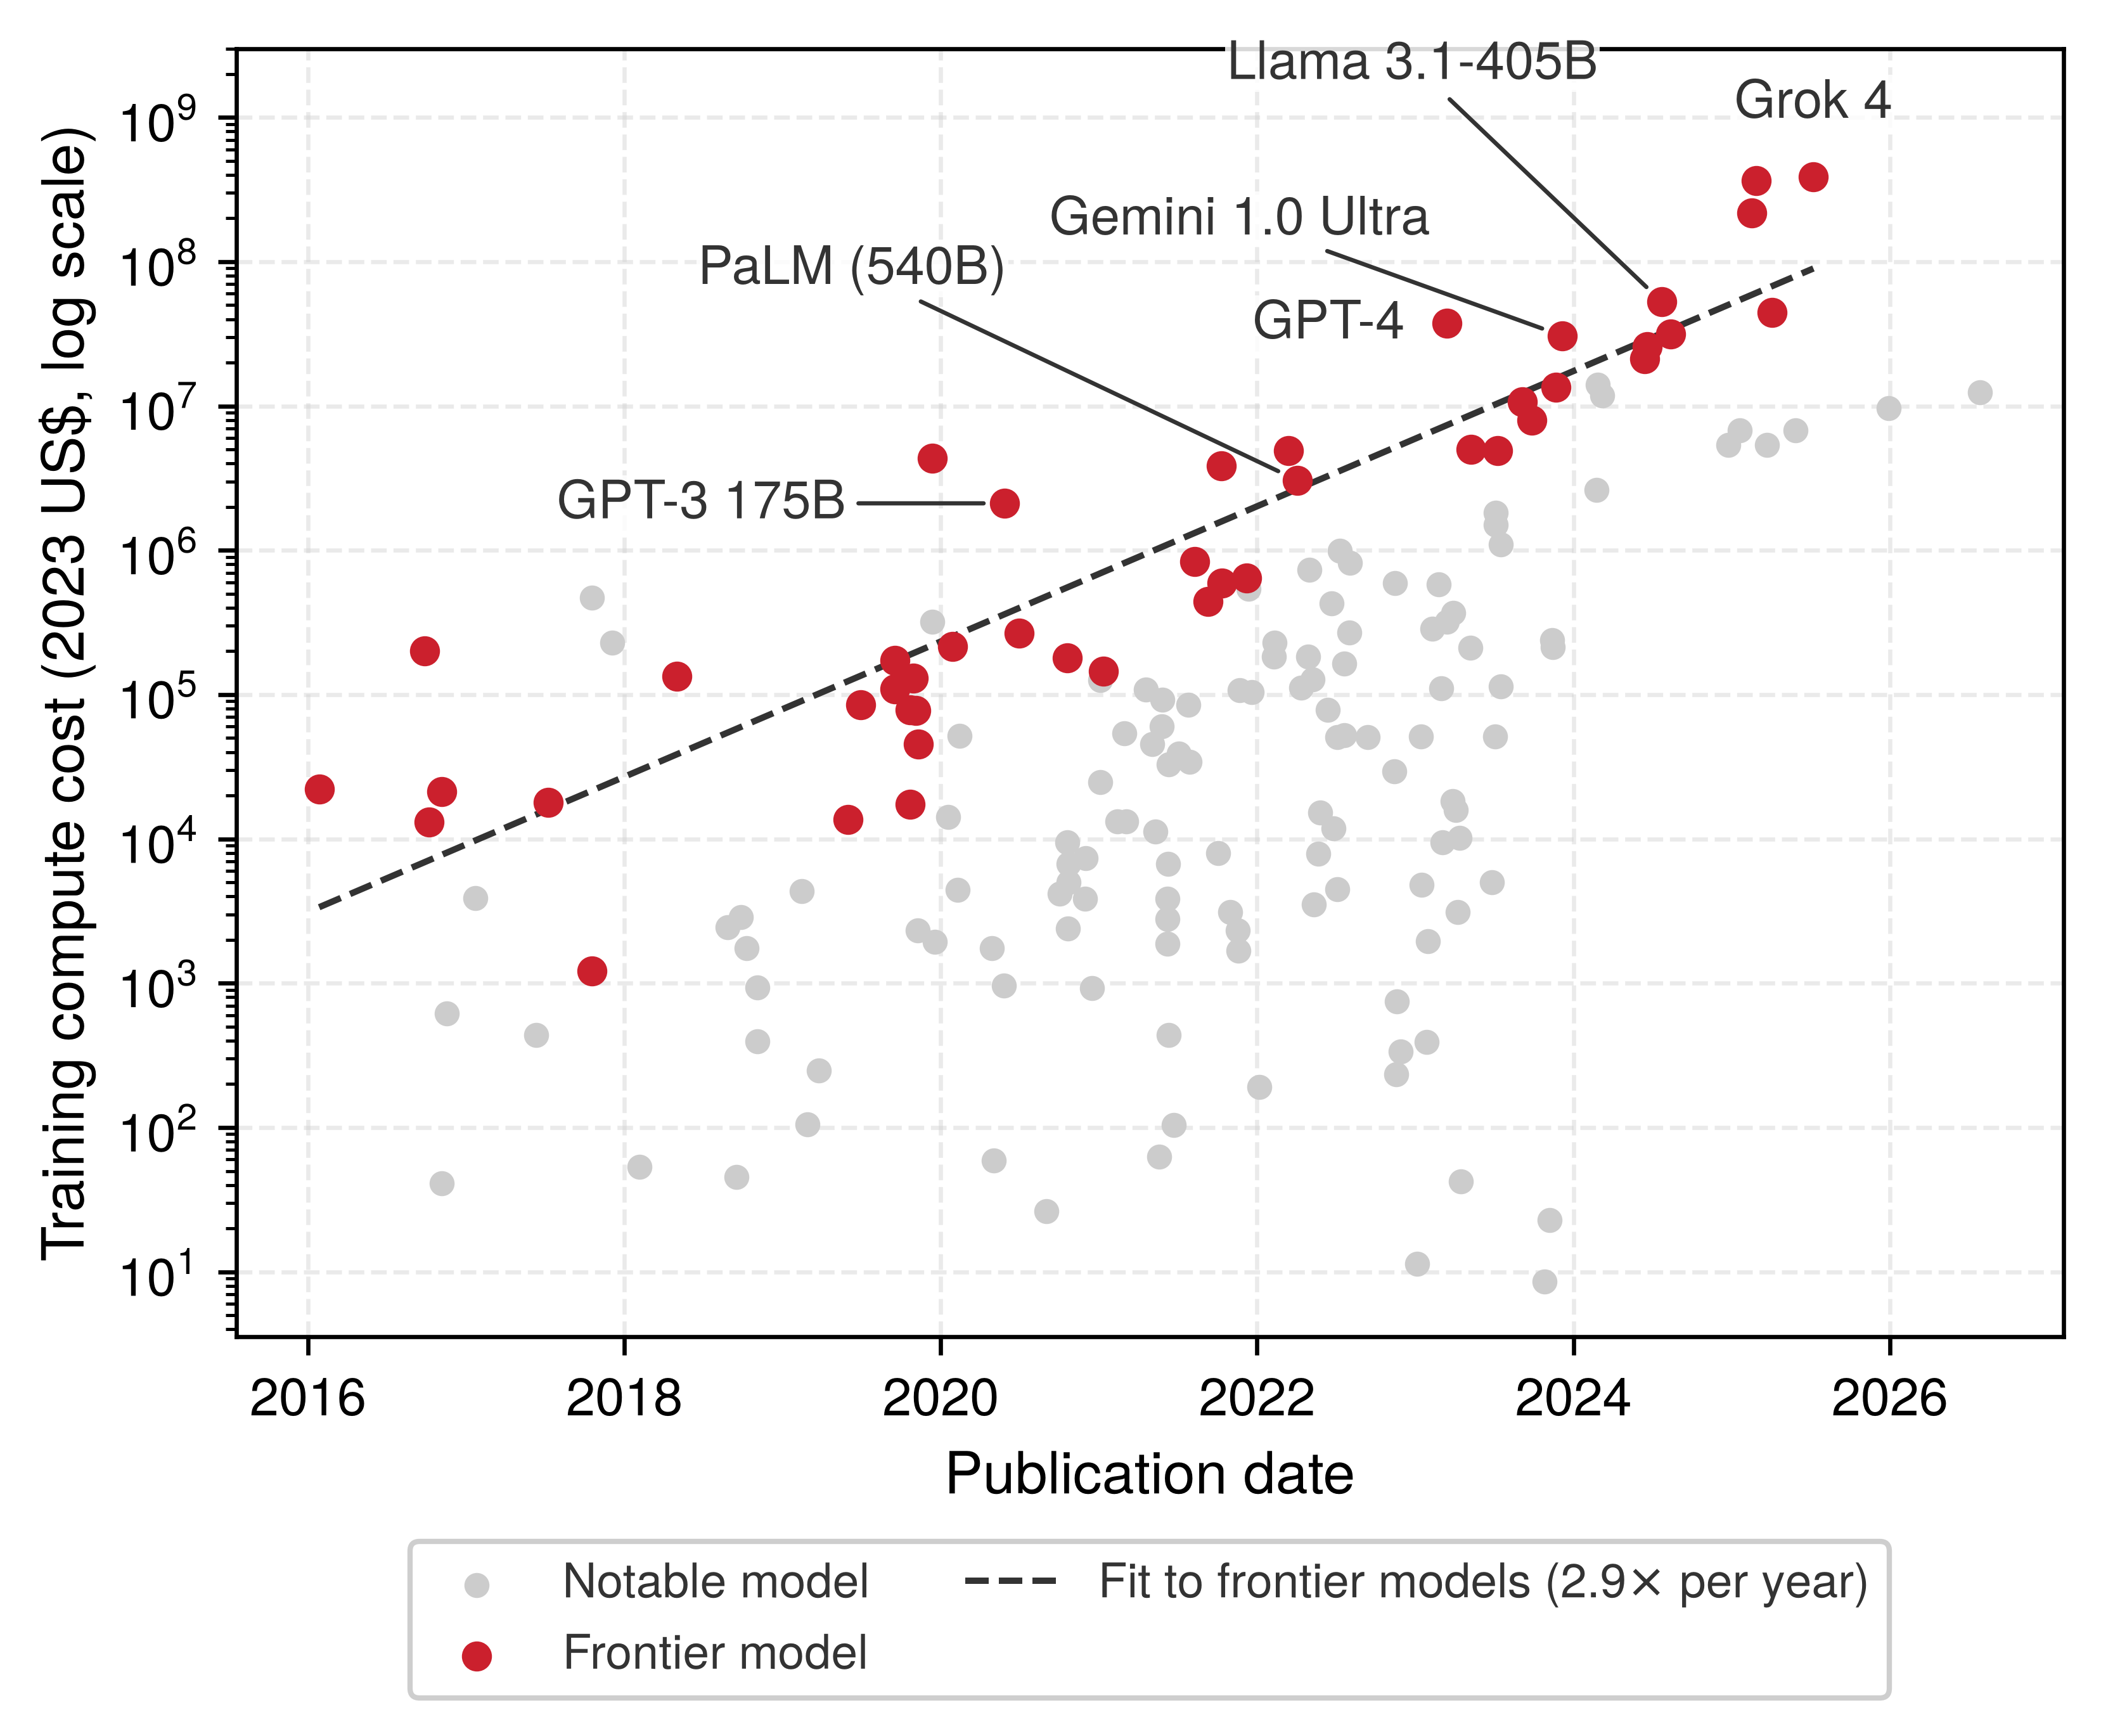 Llama 3.1-405B
Grok 4
Gemini 1.0 Ultra
PaLM (540B)
GPT-4
GPT-3 175B
Training compute cost (2023 US$, log scale)
10⁹
10⁸
10⁷
10⁶
10⁵
10⁴
10³
10²
10¹
2016 2018 2020 2022 2024 2026
Publication date
Notable model
Fit to frontier models (2.9× per year)
Frontier model